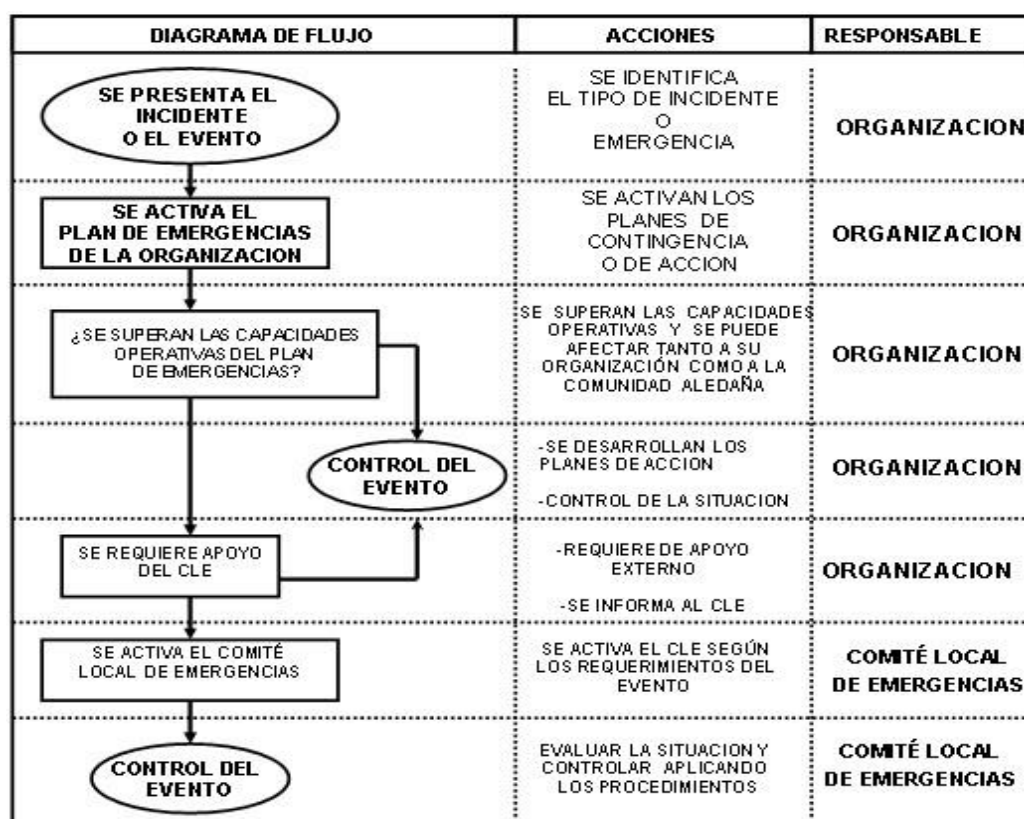 DIAGRAMA DE FLUJO
ACCIONES
RESPONSABLE
SE PRESENTA EL
INCIDENTE
O EL EVENTO
SE IDENTIFICA
EL TIPO DE INCIDENTE
O
EMERGENCIA
ORGANIZACION
SE ACTIVA EL
PLAN DE EMERGENCIAS
DE LA ORGANIZACION
SE ACTIVAN LOS
PLANES DE
CONTINGENCIA
O DE ACCION
ORGANIZACION
¿SE SUPERAN LAS CAPACIDADES
OPERATIVAS DEL PLAN
DE EMERGENCIAS?
SE SUPERAN LAS CAPACIDADES
OPERATIVAS Y SE PUEDE
AFECTAR TANTO A SU
ORGANIZACIÓN COMO A LA
COMUNIDAD ALEDAÑA
ORGANIZACION
CONTROL DEL
EVENTO
-SE DESARROLLAN LOS
PLANES DE ACCION
-CONTROL DE LA SITUACION
ORGANIZACION
SE REQUIERE APOYO
DEL CLE
-REQUIERE DE APOYO
EXTERNO
-SE INFORMA AL CLE
ORGANIZACION
SE ACTIVA EL COMITÉ
LOCAL DE EMERGENCIAS
SE ACTIVA EL CLE SEGÚN
LOS REQUERIMIENTOS DEL
EVENTO
COMITÉ LOCAL
DE EMERGENCIAS
CONTROL DEL
EVENTO
EVALUAR LA SITUACION Y
CONTROLAR APLICANDO
LOS PROCEDIMIENTOS
COMITÉ LOCAL
DE EMERGENCIAS